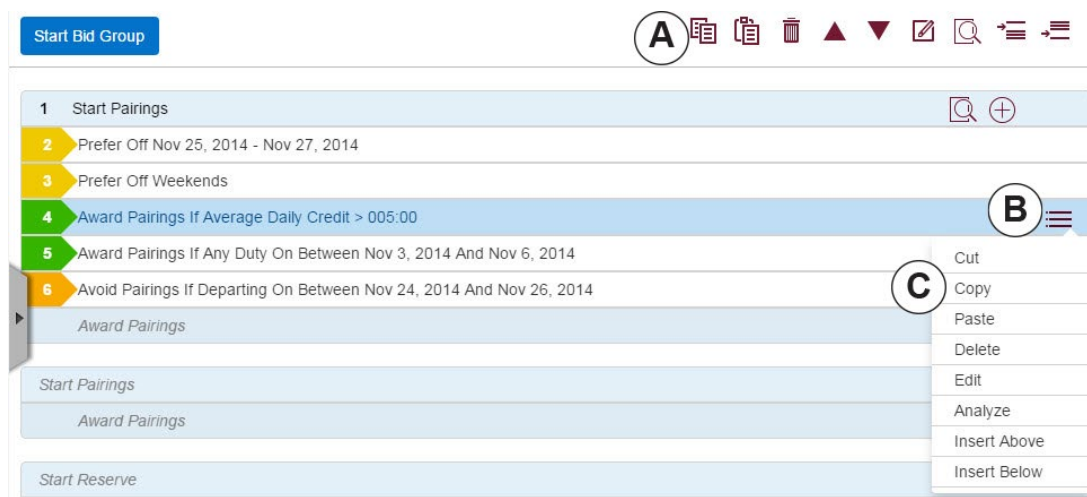 Start Bid Group
A
1 Start Pairings
2 Prefer Off Nov 25, 2014 - Nov 27, 2014
3 Prefer Off Weekends
4 Award Pairings If Average Daily Credit > 005:00
B
5 Award Pairings If Any Duty On Between Nov 3, 2014 And Nov 6, 2014
Cut
6 Avoid Pairings If Departing On Between Nov 24, 2014 And Nov 26, 2014
C
Copy
Award Pairings
Paste
Delete
Start Pairings
Edit
Award Pairings
Analyze
Insert Above
Start Reserve
Insert Below